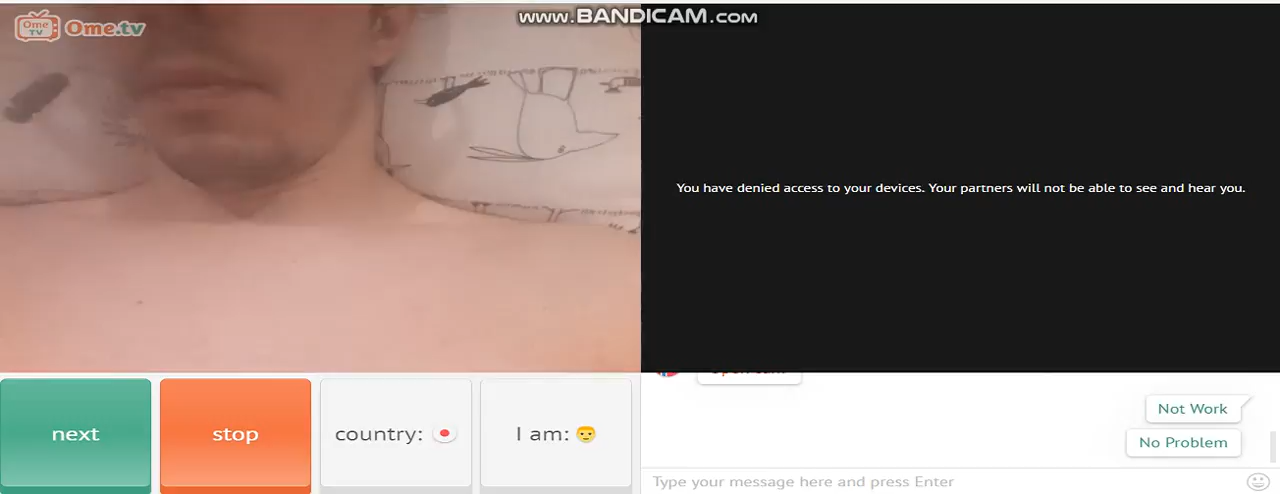 Ome TV Ome.tv
www.BANDICAM.com
You have denied access to your devices. Your partners will not be able to see and hear you.
Not Work
No Problem
next
stop
country:
I am:
Type your message here and press Enter